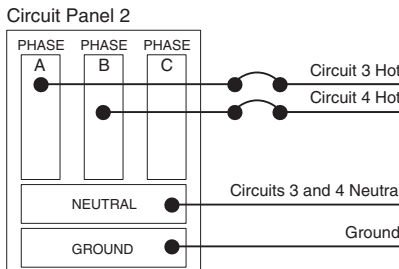 Circuit Panel 2
PHASE PHASE PHASE
A B C
Circuit 3 Hot
Circuit 4 Hot
NEUTRAL
Circuits 3 and 4 Neutra
GROUND
Ground